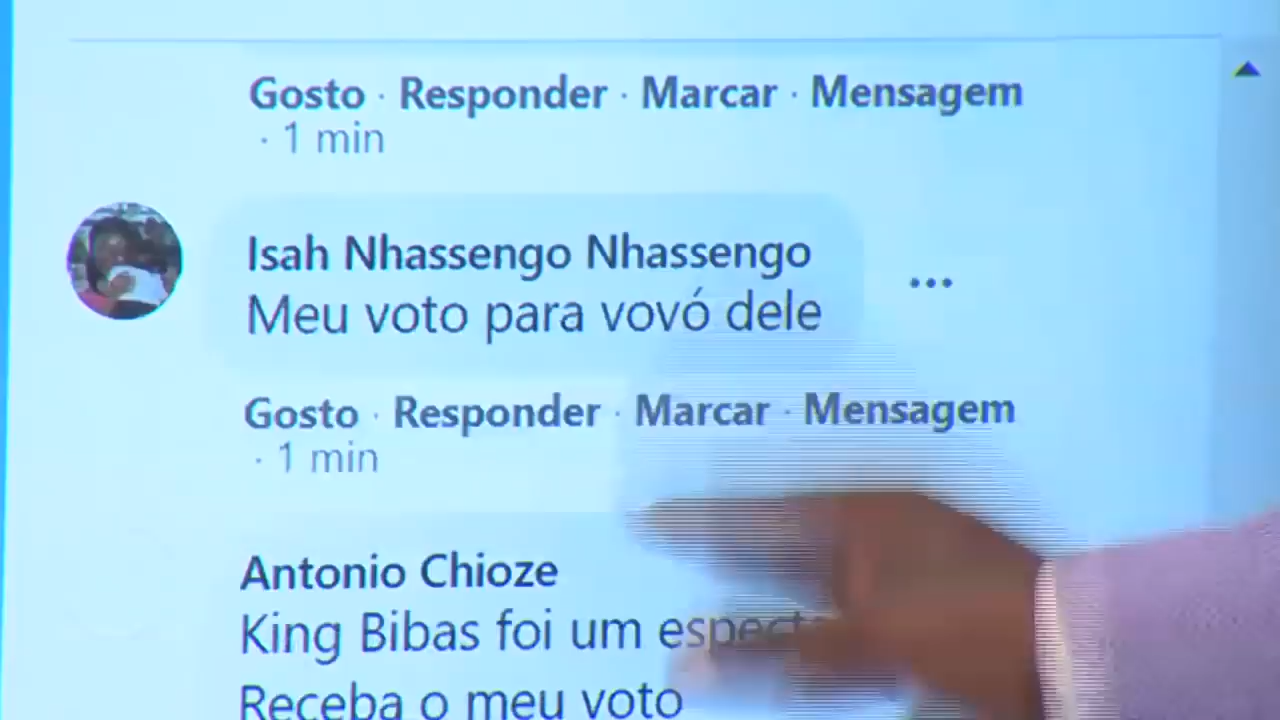 Gosto · Responder · Marcar · Mensagem
· 1 min
Isah Nhassengo Nhassengo
Meu voto para vovó dele
Gosto · Responder · Marcar · Mensagem
· 1 min
Antonio Chioze
King Bibas foi um
Receba o meu voto